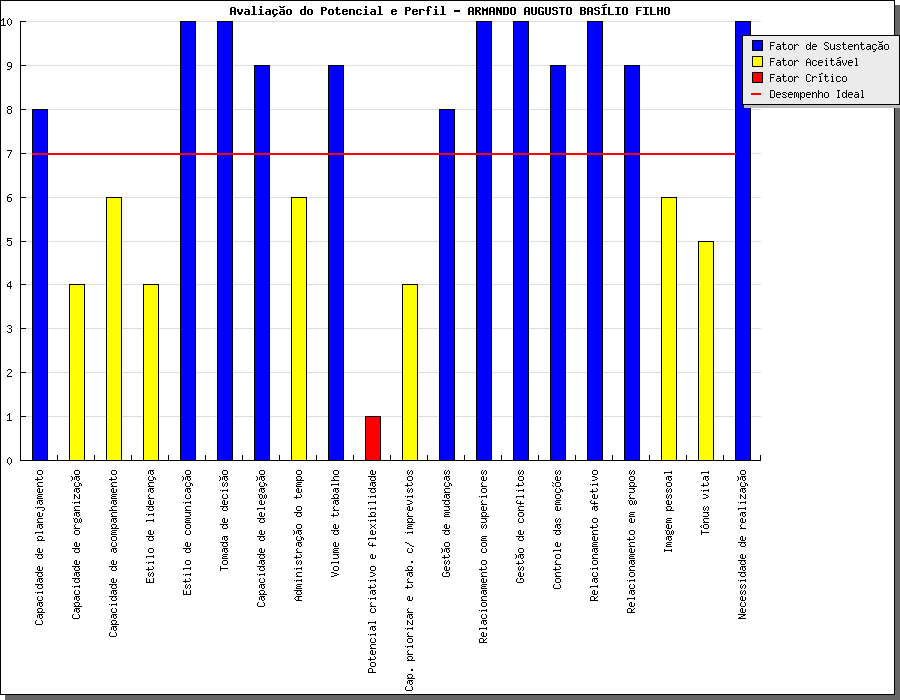 Avaliação do Potencial e Perfil - ARMANDO AUGUSTO BASÍLIO FILHO
Fator de Sustentação
Fator Aceitável
Fator Crítico
Desempenho Ideal
10
9
8
7
6
5
4
3
2
1
0
Capacidade de planejamento
Capacidade de organização
Capacidade de acompanhamento
Estilo de liderança
Estilo de comunicação
Tomada de decisão
Capacidade de delegação
Administração do tempo
Volume de trabalho
Potencial criativo e flexibilidade
Cap. priorizar e trab. c/ imprevistos
Gestão de mudanças
Relacionamento com superiores
Gestão de conflitos
Controle das emoções
Relacionamento afetivo
Relacionamento em grupos
Imagem pessoal
Tônus vital
Necessidade de realização